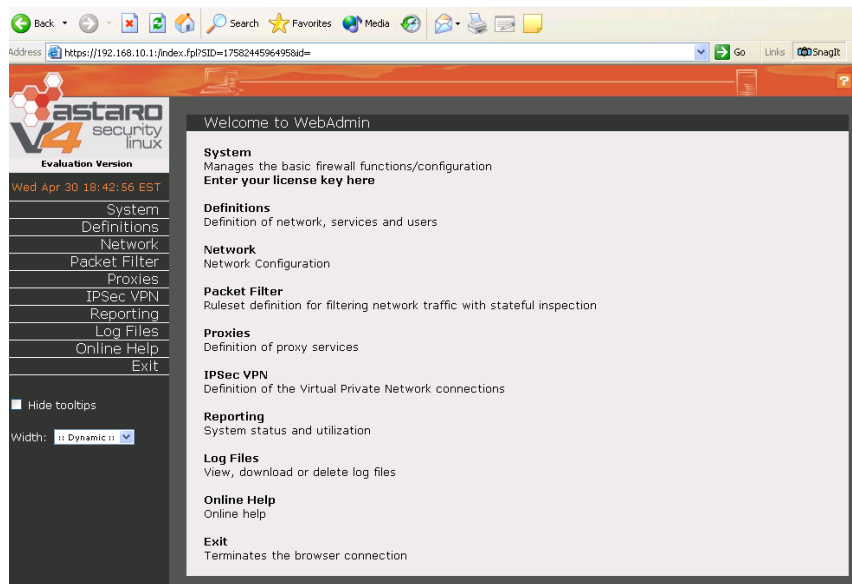 Back
Search
Favorites
Media
Address https://192.168.10.1:/index.fpl?SID=1758244596495&id=
Go
Links
SnagIt
?
astaro
V4 security
linux
Evaluation Version
Wed Apr 30 18:42:56 EST
System
Definitions
Network
Packet Filter
Proxies
IPSec VPN
Reporting
Log Files
Online Help
Exit
Hide tooltips
Width: :: Dynamic ::
Welcome to WebAdmin
System
Manages the basic firewall functions/configuration
Enter your license key here
Definitions
Definition of network, services and users
Network
Network Configuration
Packet Filter
Ruleset definition for filtering network traffic with stateful inspection
Proxies
Definition of proxy services
IPSec VPN
Definition of the Virtual Private Network connections
Reporting
System status and utilization
Log Files
View, download or delete log files
Online Help
Online help
Exit
Terminates the browser connection